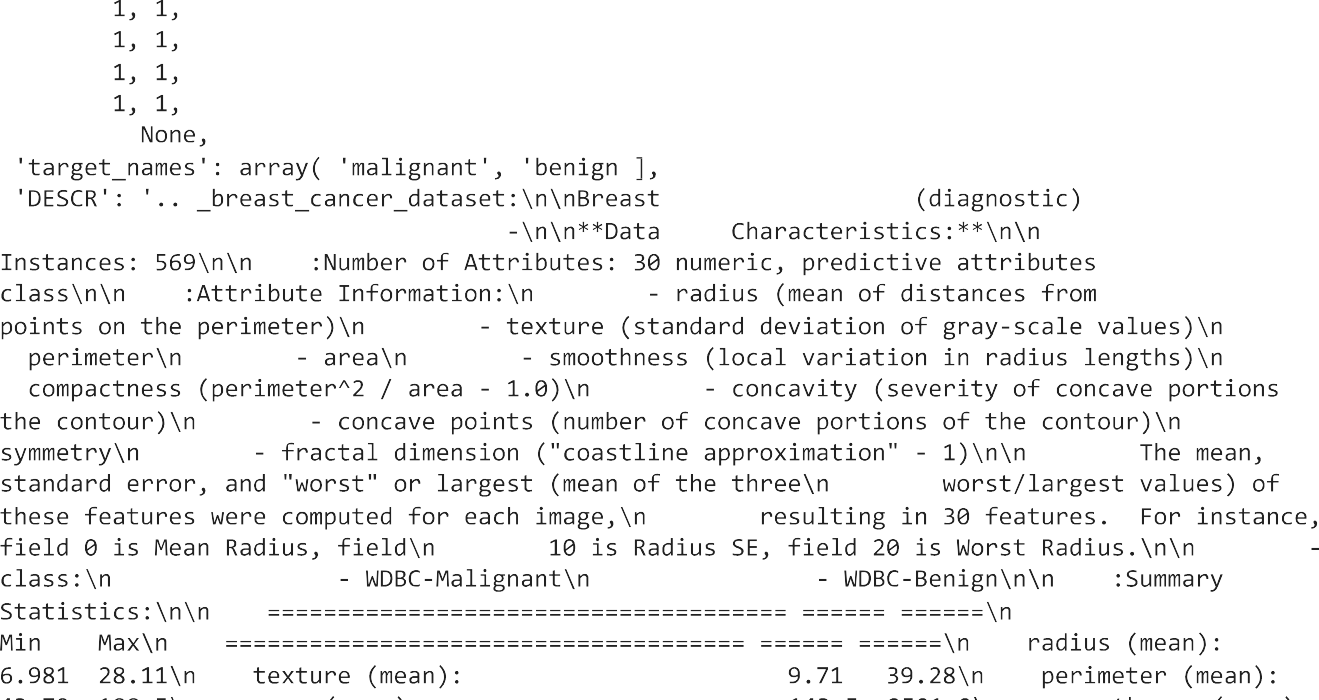 1, 1,
1, 1,
1, 1,
1, 1,
None,
'target_names': array( 'malignant', 'benign ],
'DESCR': '.. _breast_cancer_dataset:\n\nBreast (diagnostic)
-\n\n**Data Characteristics:**\n\n
Instances: 569\n\n :Number of Attributes: 30 numeric, predictive attributes
class\n\n :Attribute Information:\n - radius (mean of distances from
points on the perimeter)\n - texture (standard deviation of gray-scale values)\n
perimeter\n - area\n - smoothness (local variation in radius lengths)\n
compactness (perimeter^2 / area - 1.0)\n - concavity (severity of concave portions
the contour)\n - concave points (number of concave portions of the contour)\n
symmetry\n - fractal dimension ("coastline approximation" - 1)\n\n The mean,
standard error, and "worst" or largest (mean of the three\n worst/largest values) of
these features were computed for each image,\n resulting in 30 features. For instance,
field 0 is Mean Radius, field\n 10 is Radius SE, field 20 is Worst Radius.\n\n -
class:\n - WDBC-Malignant\n - WDBC-Benign\n\n :Summary
Statistics:\n\n ===================================== ====== ======\n
Min Max\n ===================================== ====== ======\n radius (mean):
6.981 28.11\n texture (mean): 9.71 39.28\n perimeter (mean):